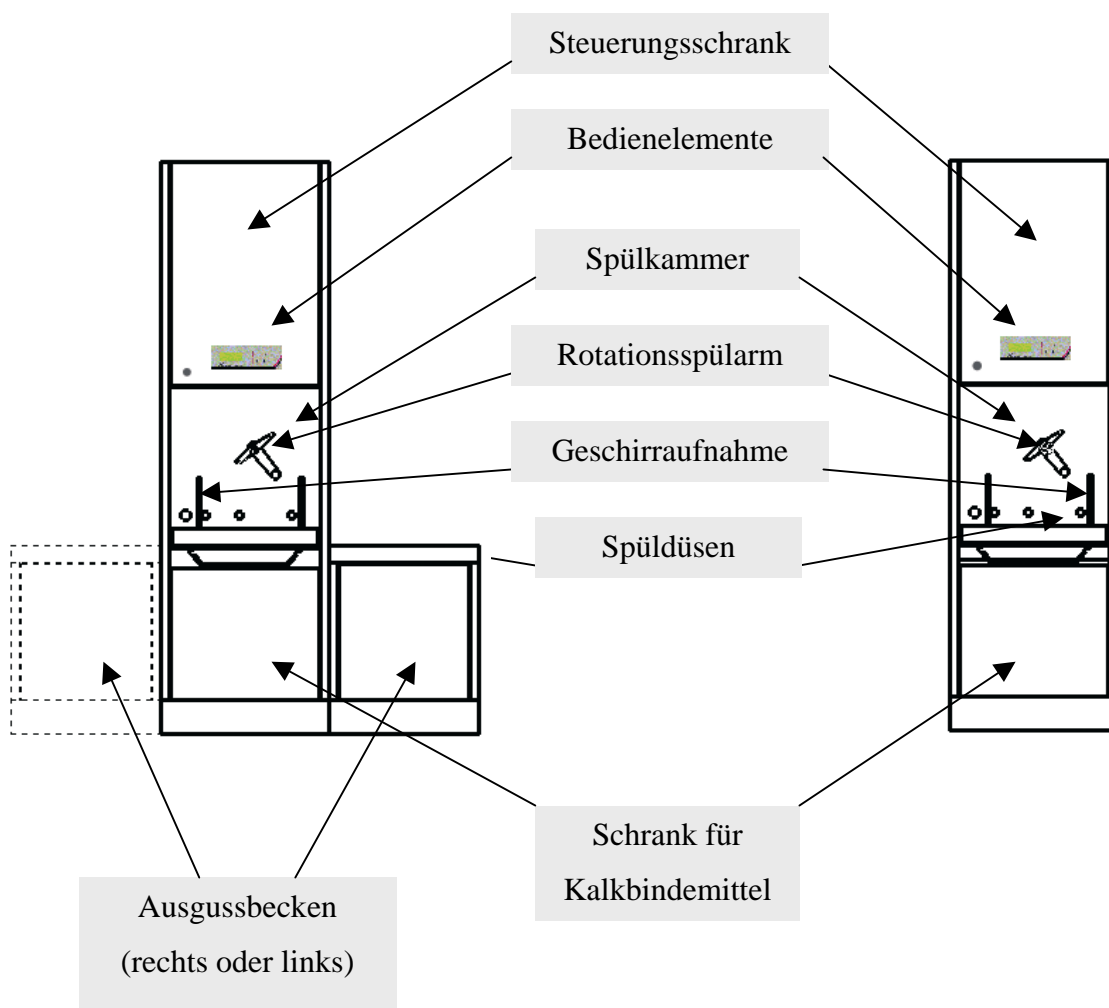 Steuerungsschrank
Bedienelemente
Spülkammer
Rotationsspülarm
Geschirraufnahme
Spüldüsen
Schrank für
Kalkbindemittel
Ausgussbecken
(rechts oder links)